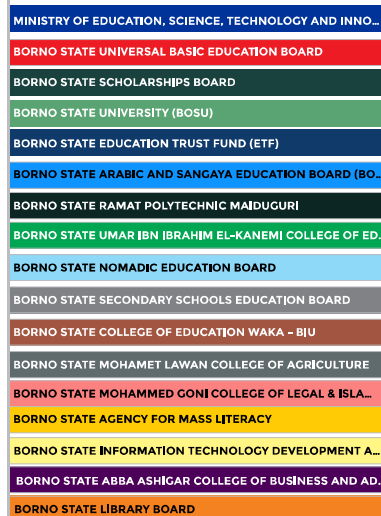 MINISTRY OF EDUCATION, SCIENCE, TECHNOLOGY AND INNO...
BORNO STATE UNIVERSAL BASIC EDUCATION BOARD
BORNO STATE SCHOLARSHIPS BOARD
BORNO STATE UNIVERSITY (BOSU)
BORNO STATE EDUCATION TRUST FUND (ETF)
BORNO STATE ARABIC AND SANGAYA EDUCATION BOARD (BO...
BORNO STATE RAMAT POLYTECHNIC MAIDUGURI
BORNO STATE UMAR IBN IBRAHIM EL-KANEMI COLLEGE OF ED...
BORNO STATE NOMADIC EDUCATION BOARD
BORNO STATE SECONDARY SCHOOLS EDUCATION BOARD
BORNO STATE COLLEGE OF EDUCATION WAKA - BIU
BORNO STATE MOHAMET LAWAN COLLEGE OF AGRICULTURE
BORNO STATE MOHAMMED GONI COLLEGE OF LEGAL & ISLA...
BORNO STATE AGENCY FOR MASS LITERACY
BORNO STATE INFORMATION TECHNOLOGY DEVELOPMENT A...
BORNO STATE ABBA ASHIGAR COLLEGE OF BUSINESS AND AD...
BORNO STATE LIBRARY BOARD